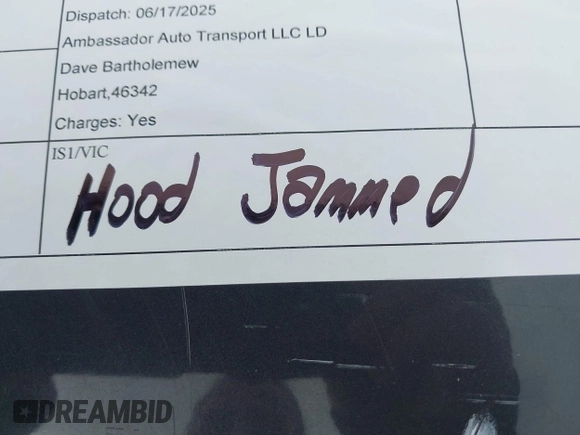 Dispatch: 06/17/2025
Ambassador Auto Transport LLC LD
Dave Bartholemew
Hobart,46342
Charges: Yes
IS1/VIC
Hood Jammed
DREAMBID